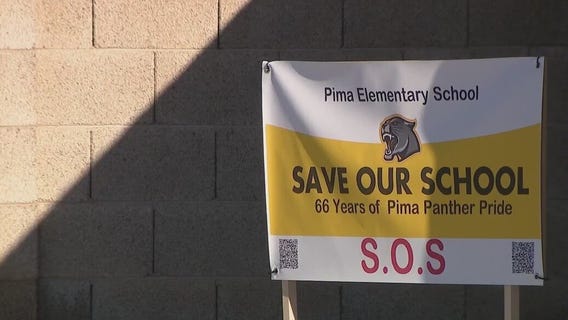 Pima Elementary School
SAVE OUR SCHOOL
66 Years of Pima Panther Pride
S.O.S